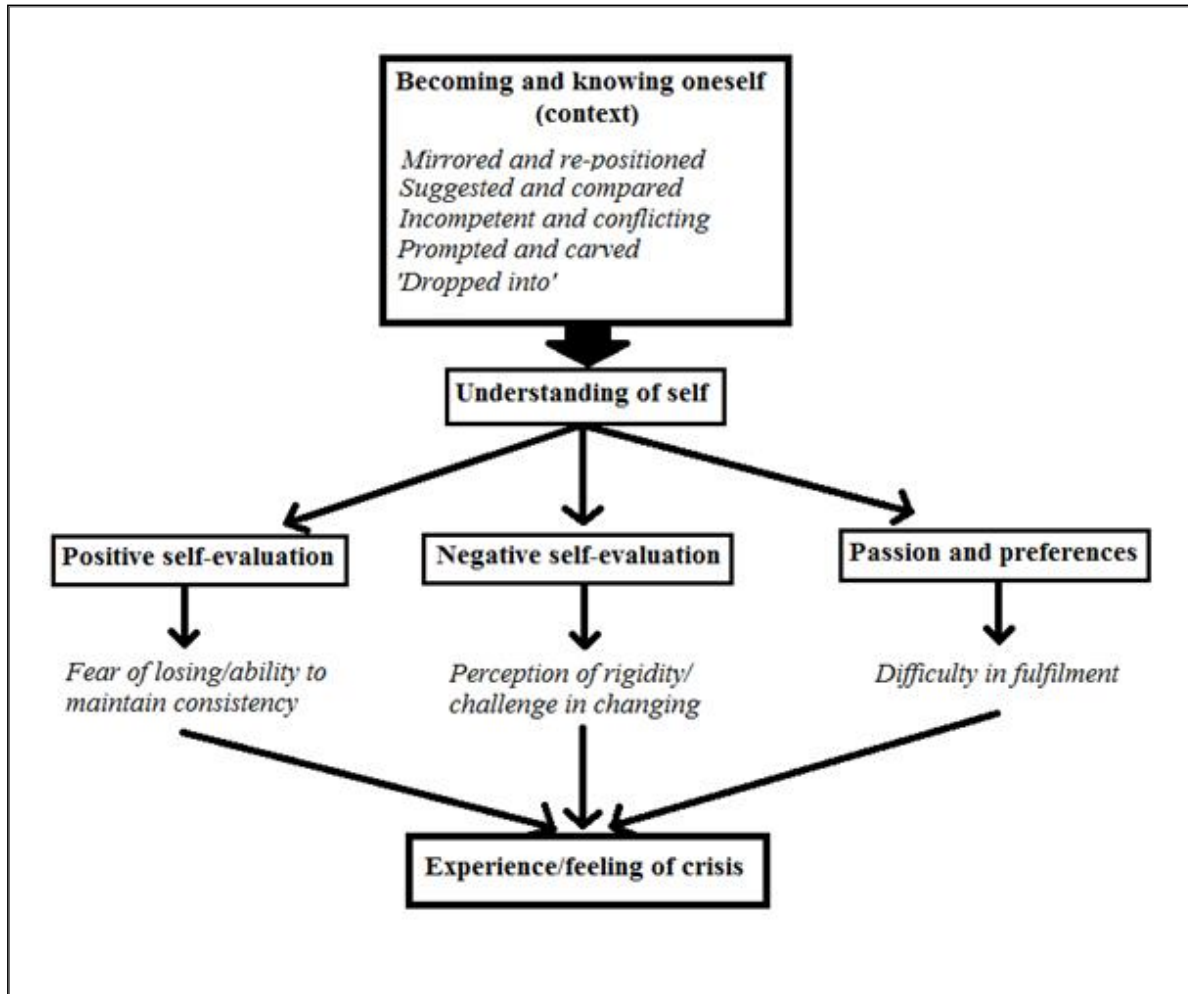 Becoming and knowing oneself
(context)
Mirrored and re-positioned
Suggested and compared
Incompetent and conflicting
Prompted and carved
'Dropped into'
Understanding of self
Positive self-evaluation
Negative self-evaluation
Passion and preferences
Fear of losing/ability to
maintain consistency
Perception of rigidity/
challenge in changing
Difficulty in fulfilment
Experience/feeling of crisis